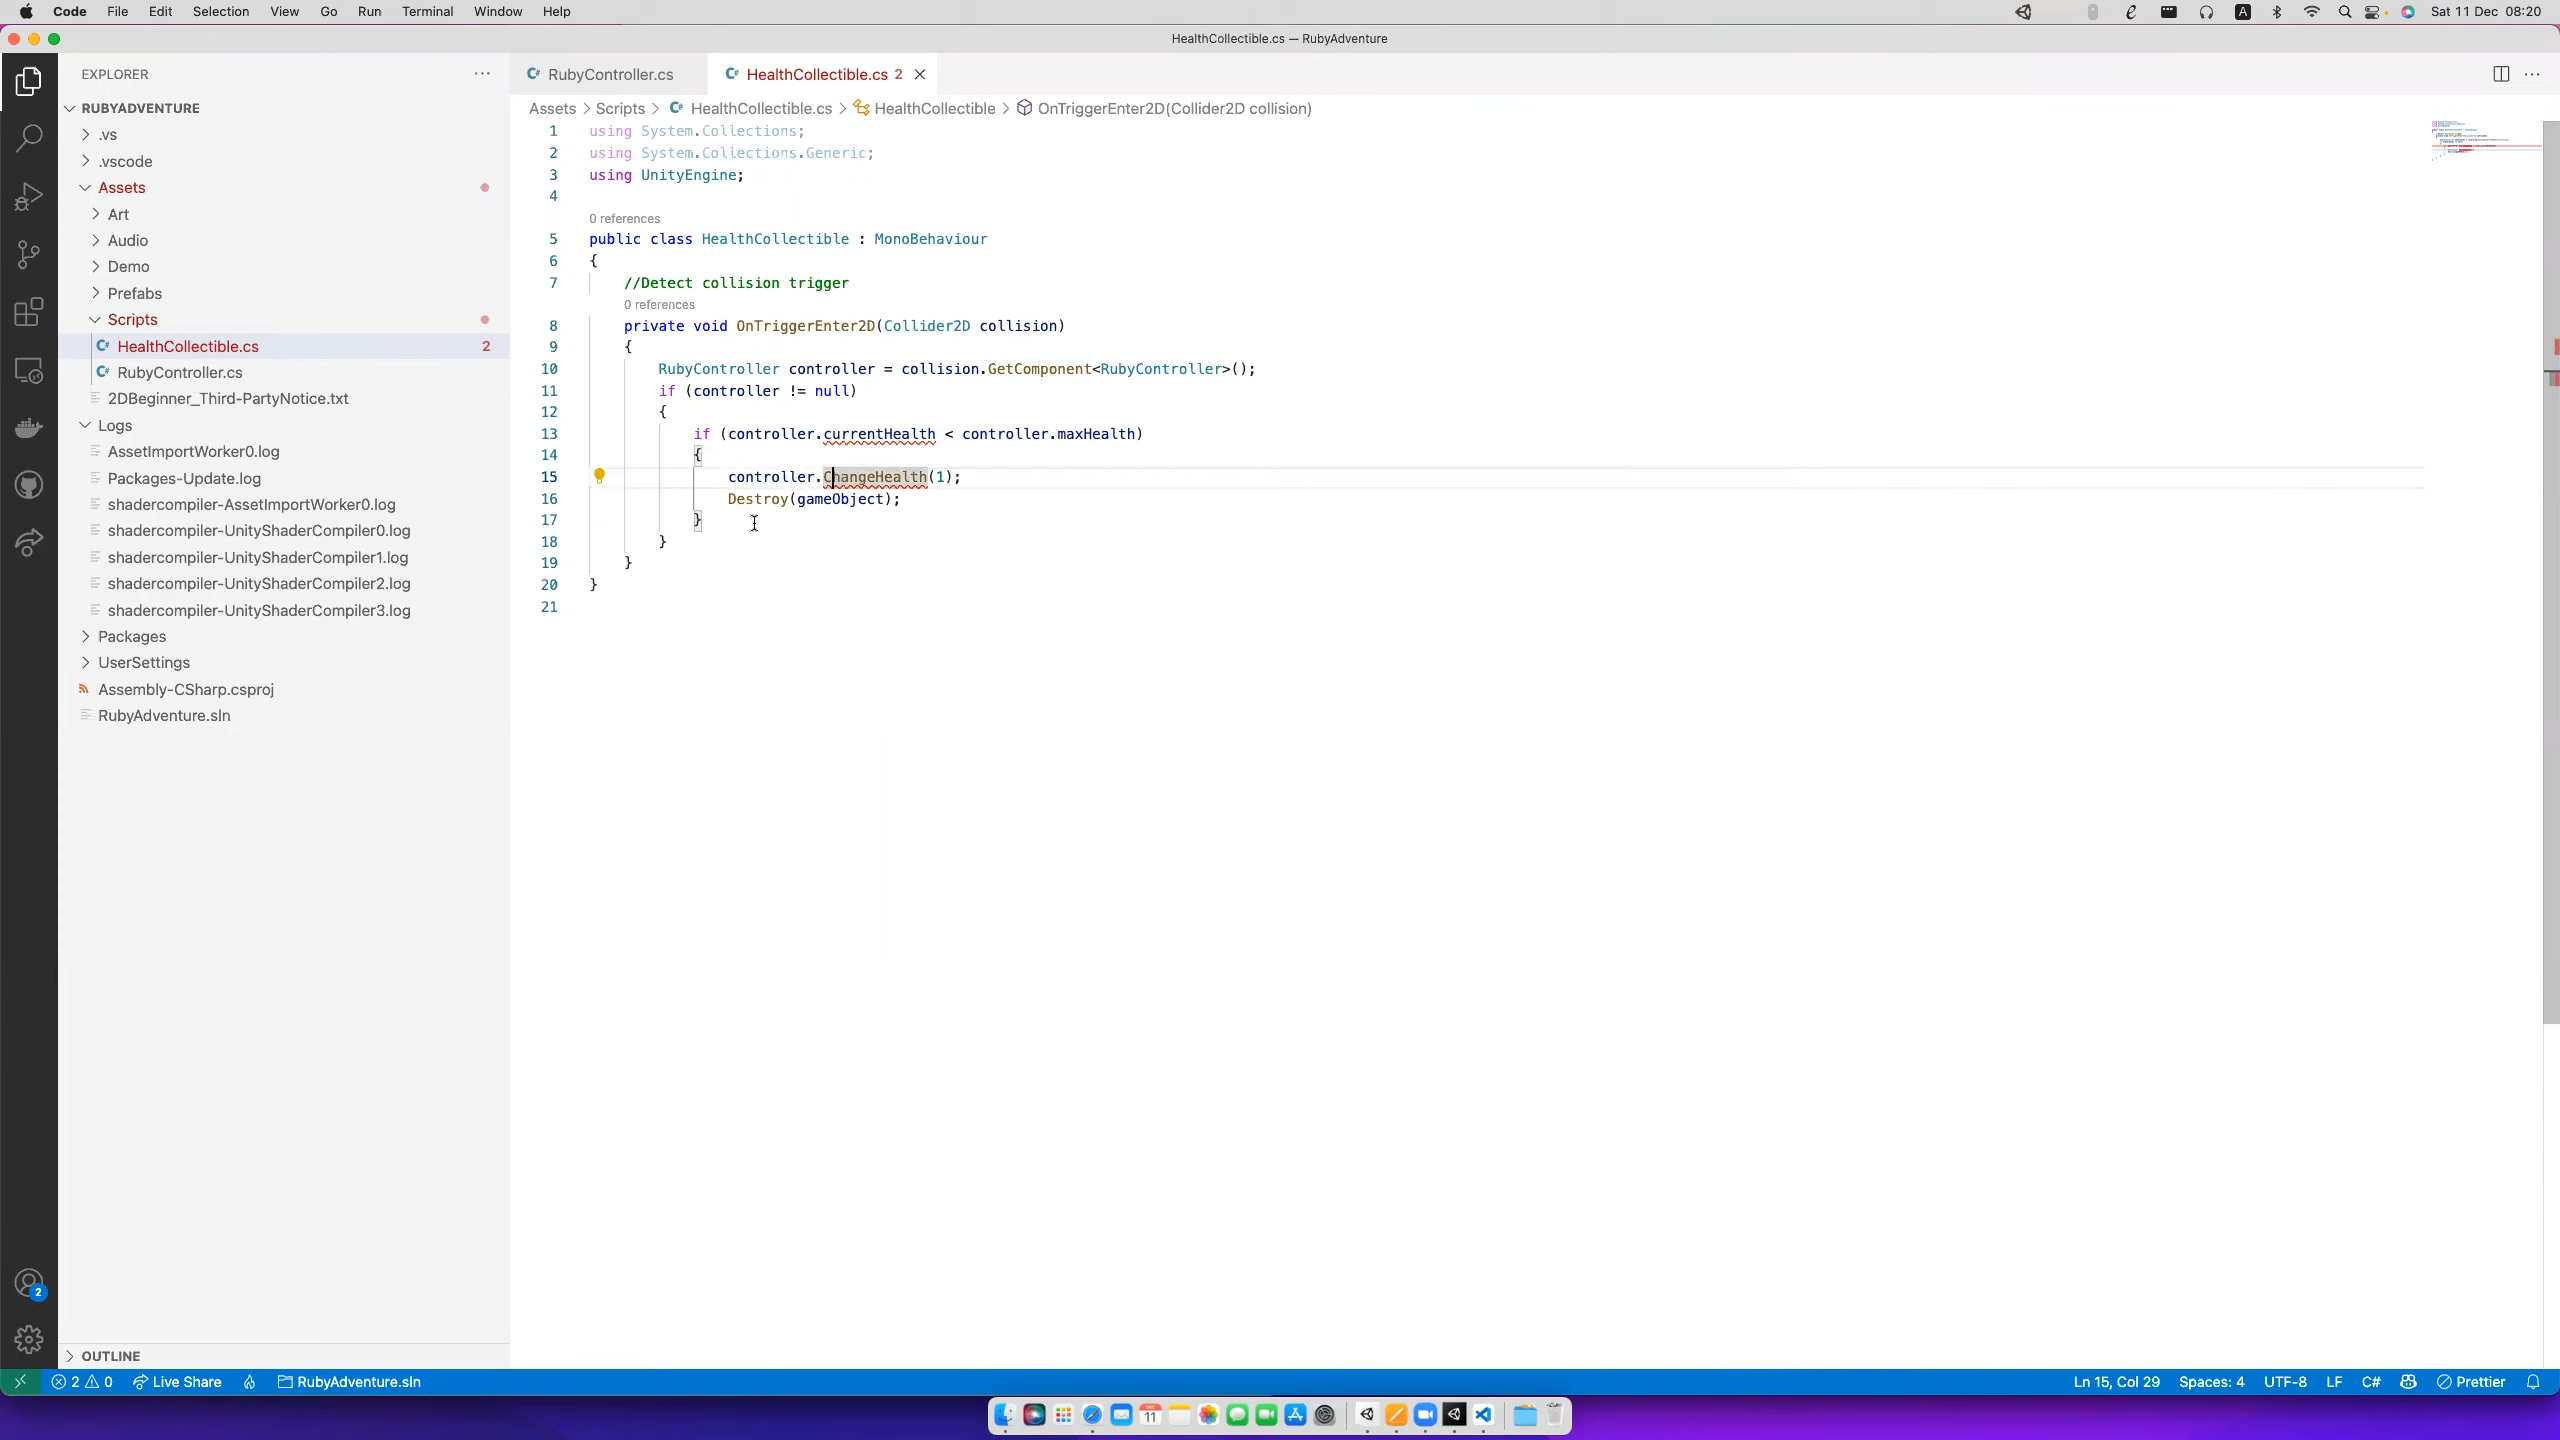 Code File Edit Selection View Go Run Terminal Window Help
A Sat 11 Dec 08:20
HealthCollectible.cs — RubyAdventure
EXPLORER ···
RUBYADVENTURE
.vs
.vscode
Assets
Art
Audio
Demo
Prefabs
Scripts
C# HealthCollectible.cs 2
C# RubyController.cs
2DBeginner_Third-PartyNotice.txt
Logs
AssetImportWorker0.log
Packages-Update.log
shadercompiler-AssetImportWorker0.log
shadercompiler-UnityShaderCompiler0.log
shadercompiler-UnityShaderCompiler1.log
shadercompiler-UnityShaderCompiler2.log
shadercompiler-UnityShaderCompiler3.log
Packages
UserSettings
Assembly-CSharp.csproj
RubyAdventure.sln
OUTLINE
2
C# RubyController.cs C# HealthCollectible.cs 2
Assets > Scripts > C# HealthCollectible.cs > HealthCollectible > OnTriggerEnter2D(Collider2D collision)
1 using System.Collections;
2 using System.Collections.Generic;
3 using UnityEngine;
4
0 references
5 public class HealthCollectible : MonoBehaviour
6 {
7 //Detect collision trigger
0 references
8 private void OnTriggerEnter2D(Collider2D collision)
9 {
10 RubyController controller = collision.GetComponent<RubyController>();
11 if (controller != null)
12 {
13 if (controller.currentHealth < controller.maxHealth)
14 {
15 controller.ChangeHealth(1);
16 Destroy(gameObject);
17 }
18 }
19 }
20 }
21
2 0 Live Share RubyAdventure.sln
Ln 15, Col 29 Spaces: 4 UTF-8 LF C# Prettier
DEC
11